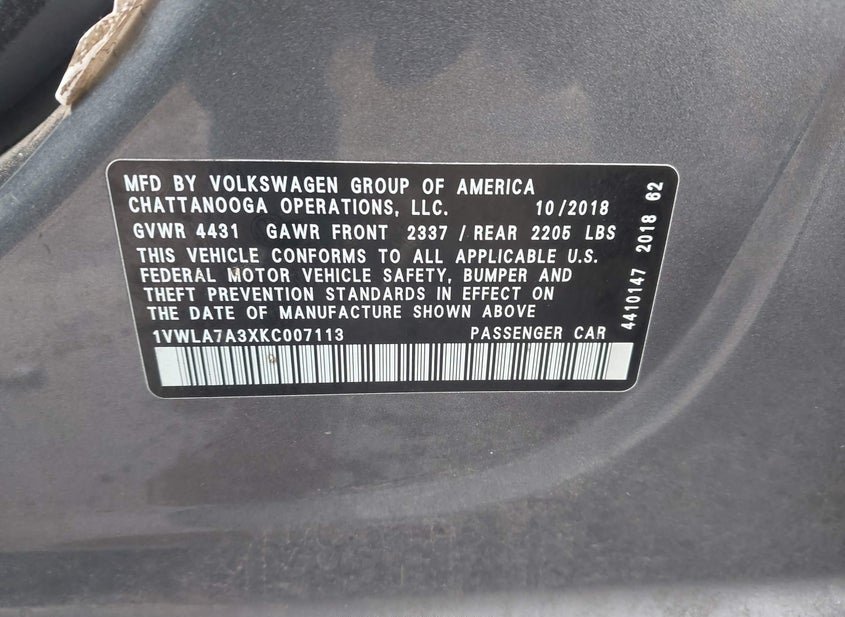 MFD BY VOLKSWAGEN GROUP OF AMERICA
CHATTANOOGA OPERATIONS, LLC. 10/2018
GVWR 4431 GAWR FRONT 2337 / REAR 2205 LBS
THIS VEHICLE CONFORMS TO ALL APPLICABLE U.S.
FEDERAL MOTOR VEHICLE SAFETY, BUMPER AND
THEFT PREVENTION STANDARDS IN EFFECT ON
THE DATE OF MANUFACTURE SHOWN ABOVE
1VWLA7A3XKC007113 PASSENGER CAR
4410147 2018 62